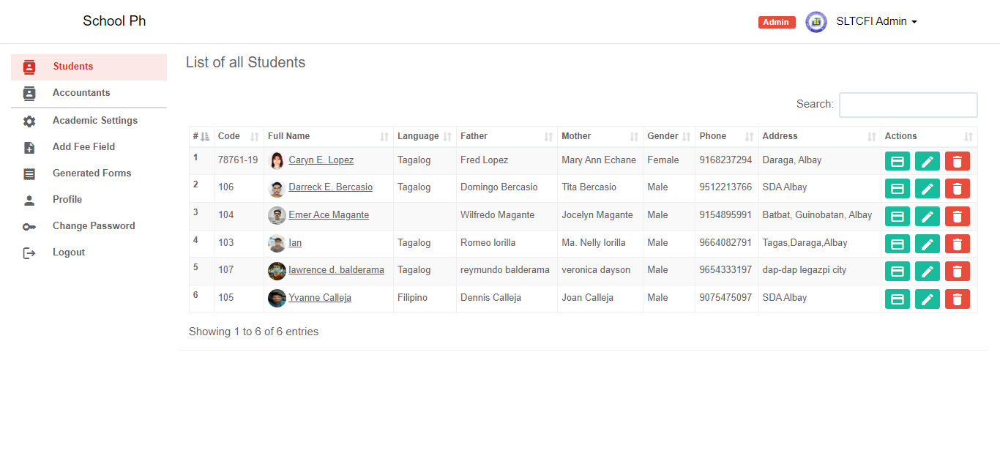 School Ph
Admin
SLTCFI Admin
Students
Accountants
Academic Settings
Add Fee Field
Generated Forms
Profile
Change Password
Logout
List of all Students
Search:
# Code Full Name Language Father Mother Gender Phone Address Actions
1 78761-19 Caryn E. Lopez Tagalog Fred Lopez Mary Ann Echane Female 9168237294 Daraga, Albay
2 106 Darreck E. Bercasio Tagalog Domingo Bercasio Tita Bercasio Male 9512213766 SDA Albay
3 104 Emer Ace Magante Wilfredo Magante Jocelyn Magante Male 9154895991 Batbat, Guinobatan, Albay
4 103 Ian Tagalog Romeo lorilla Ma. Nelly lorilla Male 9664082791 Tagas,Daraga,Albay
5 107 lawrence d. balderama Tagalog reymundo balderama veronica dayson Male 9654333197 dap-dap legazpi city
6 105 Yvanne Calleja Filipino Dennis Calleja Joan Calleja Male 9075475097 SDA Albay
Showing 1 to 6 of 6 entries